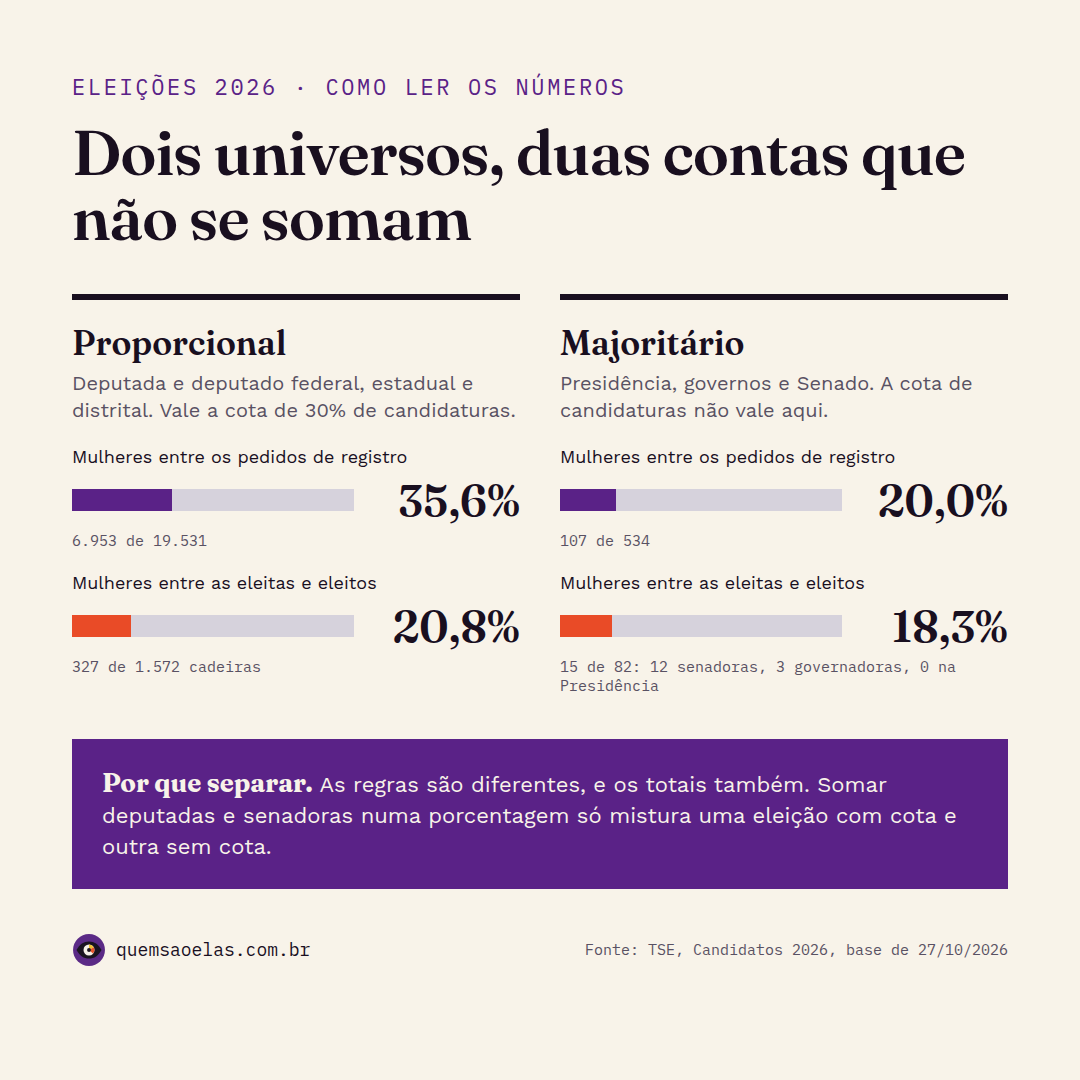 ELEIÇÕES 2026 · COMO LER OS NÚMEROS
Dois universos, duas contas que
não se somam
Proporcional
Deputada e deputado federal, estadual e
distrital. Vale a cota de 30% de candidaturas.
Mulheres entre os pedidos de registro
35,6%
6.953 de 19.531
Mulheres entre as eleitas e eleitos
20,8%
327 de 1.572 cadeiras
Majoritário
Presidência, governos e Senado. A cota de
candidaturas não vale aqui.
Mulheres entre os pedidos de registro
20,0%
107 de 534
Mulheres entre as eleitas e eleitos
18,3%
15 de 82: 12 senadoras, 3 governadoras, 0 na
Presidência
Por que separar. As regras são diferentes, e os totais também. Somar
deputadas e senadoras numa porcentagem só mistura uma eleição com cota e
outra sem cota.
quemsaoelas.com.br
Fonte: TSE, Candidatos 2026, base de 27/10/2026